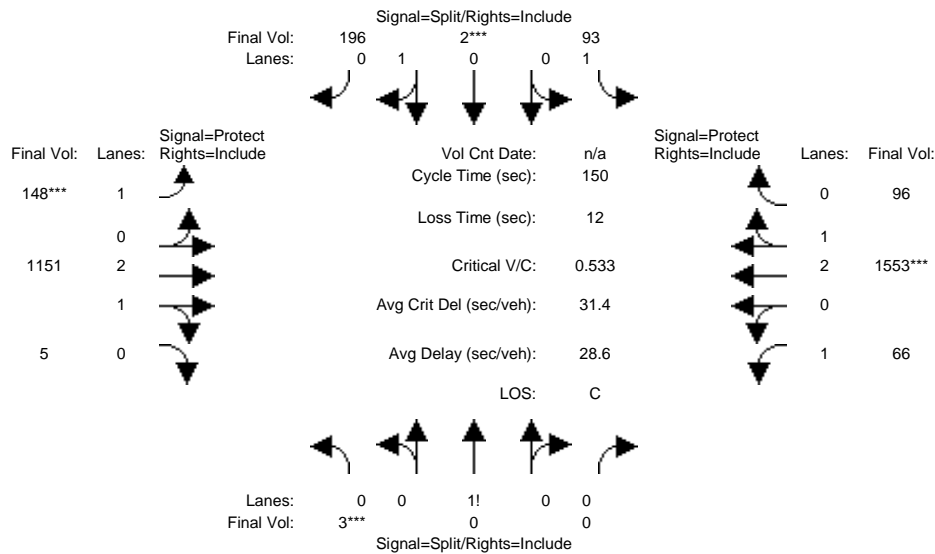 Signal=Split/Rights=Include
Final Vol: 196 2*** 93
Lanes: 0 1 0 0 1
Signal=Protect Signal=Protect
Final Vol: Lanes: Rights=Include Vol Cnt Date: n/a Rights=Include Lanes: Final Vol:
Cycle Time (sec): 150
148*** 1 0 96
Loss Time (sec): 12
0 1
1151 2 Critical V/C: 0.533 2 1553***
1 Avg Crit Del (sec/veh): 31.4 0
5 0 Avg Delay (sec/veh): 28.6 1 66
LOS: C
Lanes: 0 0 1! 0 0
Final Vol: 3*** 0 0
Signal=Split/Rights=Include